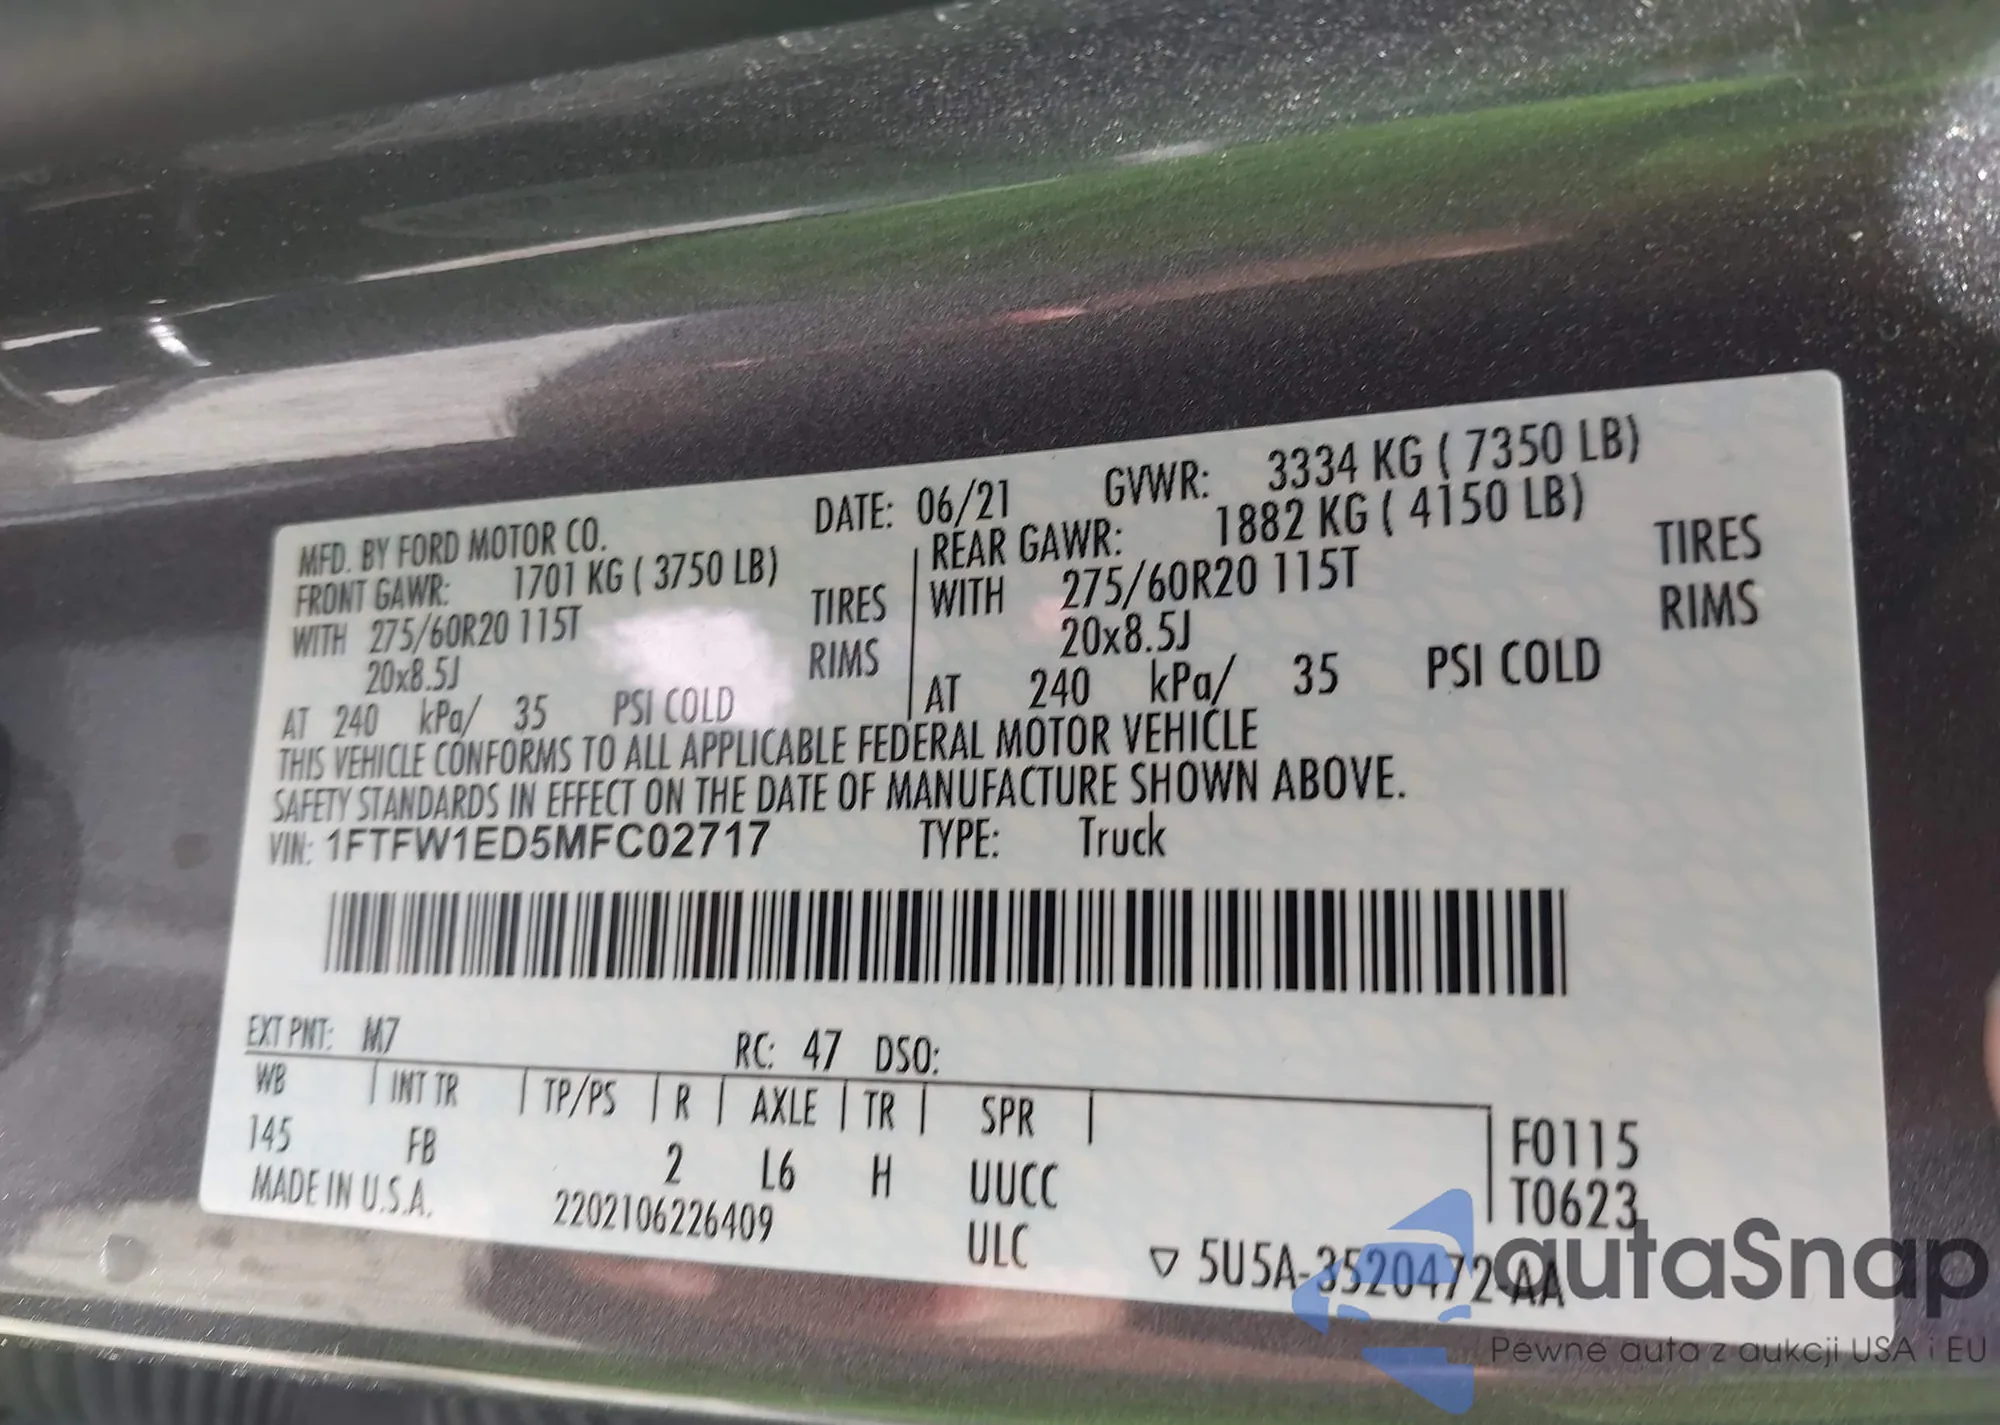 MFD. BY FORD MOTOR CO. DATE: 06/21 GVWR: 3334 KG ( 7350 LB)
FRONT GAWR: 1701 KG ( 3750 LB) REAR GAWR: 1882 KG ( 4150 LB)
WITH 275/60R20 115T TIRES WITH 275/60R20 115T TIRES
20x8.5J RIMS 20x8.5J RIMS
AT 240 kPa/ 35 PSI COLD AT 240 kPa/ 35 PSI COLD
THIS VEHICLE CONFORMS TO ALL APPLICABLE FEDERAL MOTOR VEHICLE
SAFETY STANDARDS IN EFFECT ON THE DATE OF MANUFACTURE SHOWN ABOVE.
VIN: 1FTFW1ED5MFC02717 TYPE: Truck
EXT PNT: M7 RC: 47 DSO:
WB INT TR TP/PS R AXLE TR SPR
145 FB 2 L6 H UUCC F0115
MADE IN U.S.A. 2202106226409 ULC T0623
▽ 5U5A-3520472-AA
autaSnap
Pewne auta z aukcji USA i EU